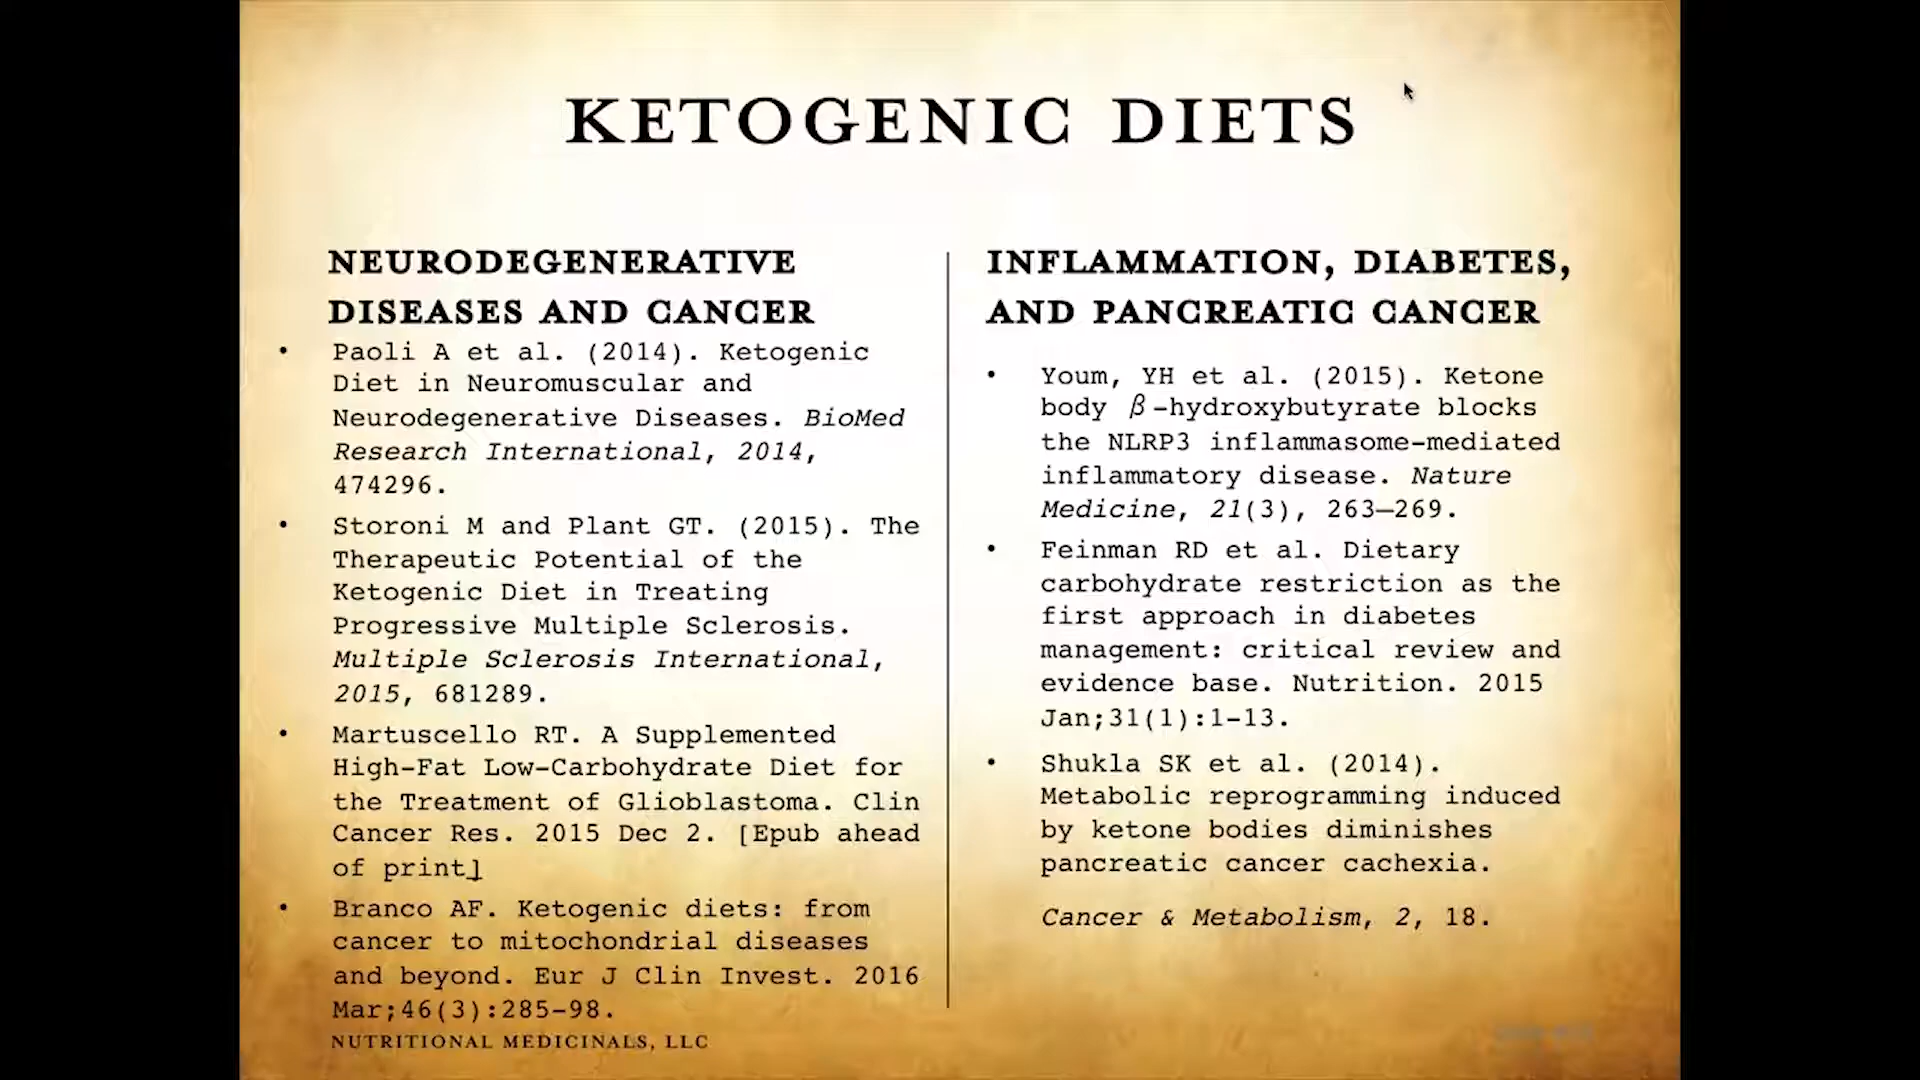 KETOGENIC DIETS
NEURODEGENERATIVE
DISEASES AND CANCER
• Paoli A et al. (2014). Ketogenic
Diet in Neuromuscular and
Neurodegenerative Diseases. BioMed
Research International, 2014,
474296.
• Storoni M and Plant GT. (2015). The
Therapeutic Potential of the
Ketogenic Diet in Treating
Progressive Multiple Sclerosis.
Multiple Sclerosis International,
2015, 681289.
• Martuscello RT. A Supplemented
High-Fat Low-Carbohydrate Diet for
the Treatment of Glioblastoma. Clin
Cancer Res. 2015 Dec 2. [Epub ahead
of print]
• Branco AF. Ketogenic diets: from
cancer to mitochondrial diseases
and beyond. Eur J Clin Invest. 2016
Mar;46(3):285-98.
INFLAMMATION, DIABETES,
AND PANCREATIC CANCER
• Youm, YH et al. (2015). Ketone
body β-hydroxybutyrate blocks
the NLRP3 inflammasome-mediated
inflammatory disease. Nature
Medicine, 21(3), 263–269.
• Feinman RD et al. Dietary
carbohydrate restriction as the
first approach in diabetes
management: critical review and
evidence base. Nutrition. 2015
Jan;31(1):1-13.
• Shukla SK et al. (2014).
Metabolic reprogramming induced
by ketone bodies diminishes
pancreatic cancer cachexia.
Cancer & Metabolism, 2, 18.
NUTRITIONAL MEDICINALS, LLC